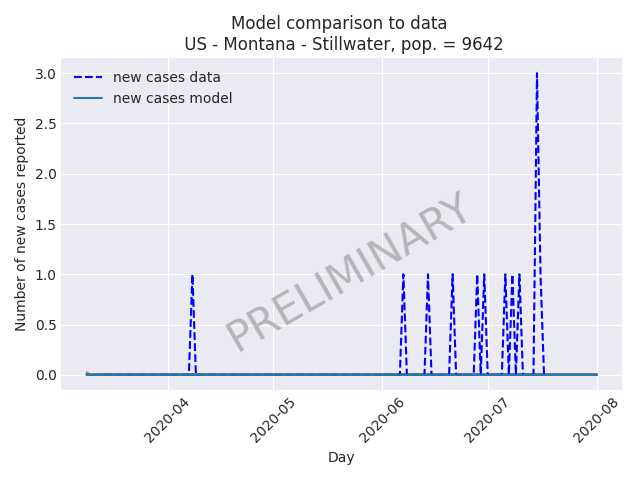 Model comparison to data
US - Montana - Stillwater, pop. = 9642
new cases data
new cases model
3.0
2.5
2.0
1.5
1.0
0.5
0.0
Number of new cases reported
PRELIMINARY
2020-04
2020-05
2020-06
2020-07
2020-08
Day